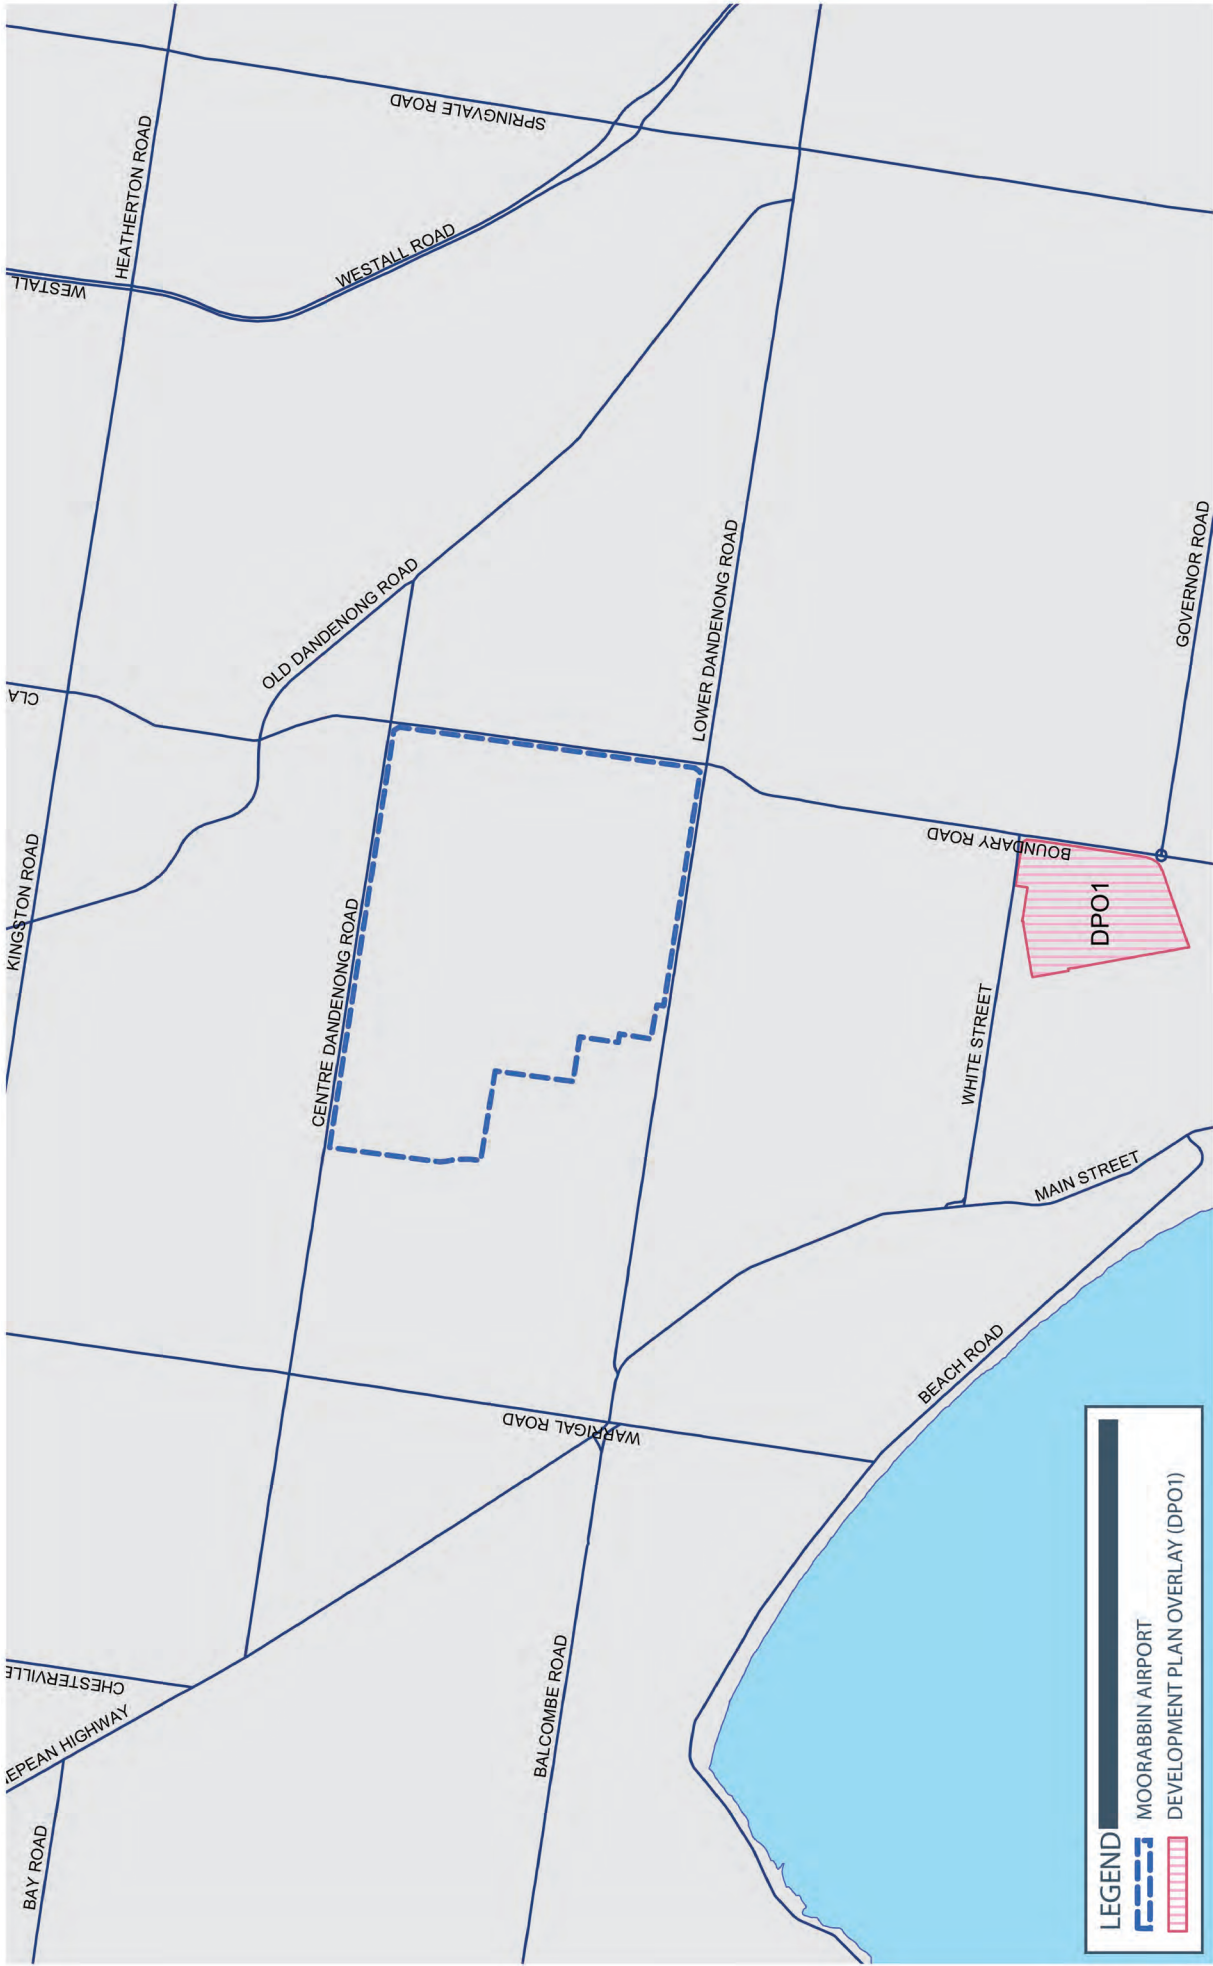 BAY ROAD
EPEAN HIGHWAY
CHESTERVILLE
KINGSTON ROAD
CLA
WESTALL
HEATHERTON ROAD
OLD DANDENONG ROAD
WESTALL ROAD
CENTRE DANDENONG ROAD
SPRINGVALE ROAD
BALCOMBE ROAD
WARRIGAL ROAD
LOWER DANDENONG ROAD
BEACH ROAD
WHITE STREET
BOUNDARY ROAD
MAIN STREET
DPO1
GOVERNOR ROAD
LEGEND
MOORABBIN AIRPORT
DEVELOPMENT PLAN OVERLAY (DPO1)